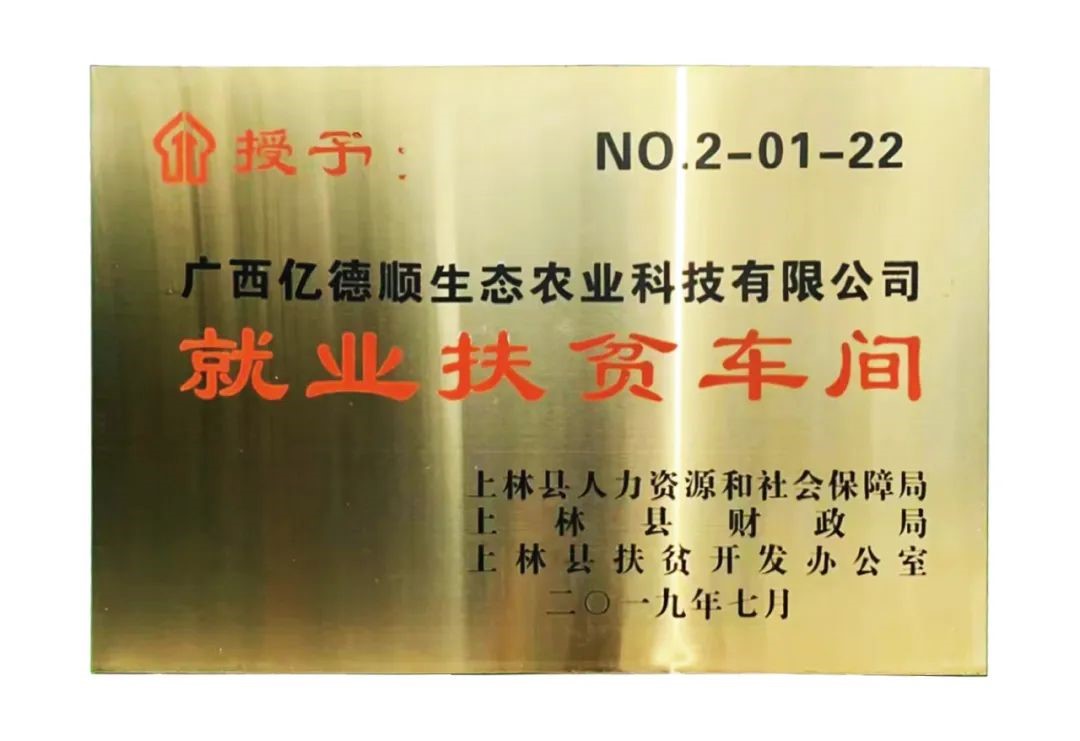 授予：
NO.2-01-22
广西亿德顺生态农业科技有限公司
就业扶贫车间
上林县人力资源和社会保障局
上林县财政局
上林县扶贫开发办公室
二〇一九年七月